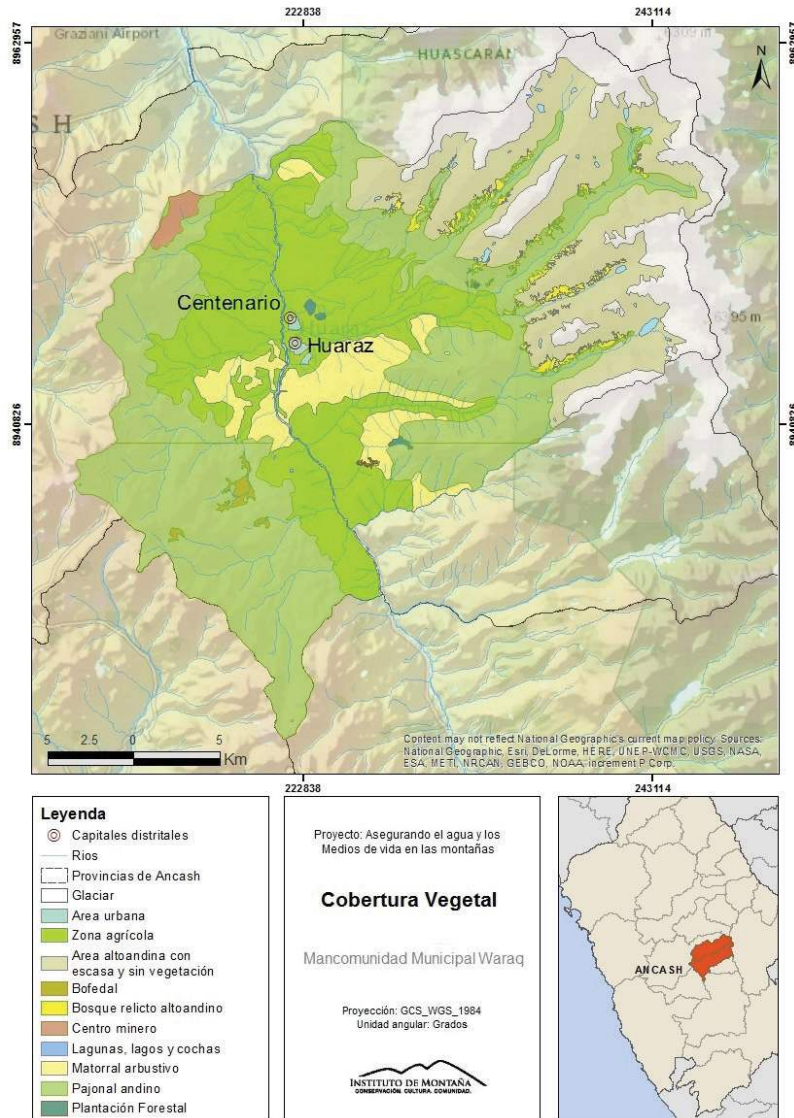 222838
243114
8962957
8962957
Graziani Airport
HUASCARÁN
6309 m
N
S H
Centenario
Huaraz
6395 m
8940826
8940826
5 2.5 0 5
Km
Content may not reflect National Geographic's current map policy. Sources:
National Geographic, Esri, DeLorme, HERE, UNEP-WCMC, USGS, NASA,
ESA, METI, NRCAN, GEBCO, NOAA, increment P Corp.
222838
243114
Leyenda
Capitales distritales
Rios
Provincias de Ancash
Glaciar
Area urbana
Zona agrícola
Area altoandina con
escasa y sin vegetación
Bofedal
Bosque relicto altoandino
Centro minero
Lagunas, lagos y cochas
Matorral arbustivo
Pajonal andino
Plantación Forestal
Proyecto: Asegurando el agua y los
Medios de vida en las montañas
Cobertura Vegetal
Mancomunidad Municipal Waraq
Proyección: GCS_WGS_1984
Unidad angular: Grados
INSTITUTO DE MONTAÑA
CONSERVACIÓN. CULTURA. COMUNIDAD.
ANCASH